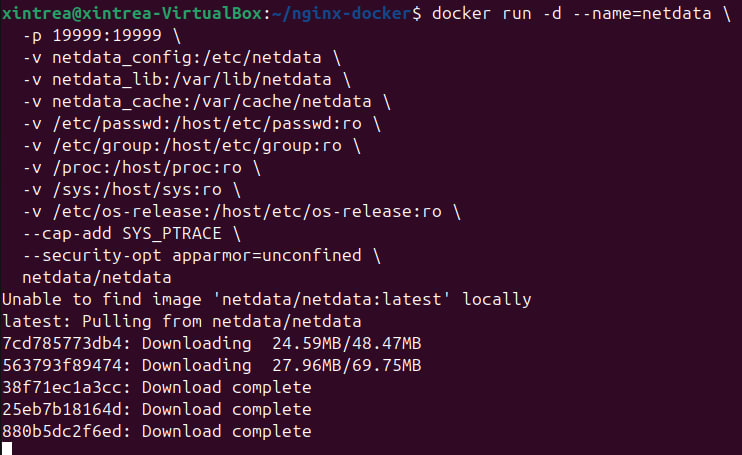 xintrea@xintrea-VirtualBox:~/nginx-docker$ docker run -d --name=netdata \
  -p 19999:19999 \
  -v netdata_config:/etc/netdata \
  -v netdata_lib:/var/lib/netdata \
  -v netdata_cache:/var/cache/netdata \
  -v /etc/passwd:/host/etc/passwd:ro \
  -v /etc/group:/host/etc/group:ro \
  -v /proc:/host/proc:ro \
  -v /sys:/host/sys:ro \
  -v /etc/os-release:/host/etc/os-release:ro \
  --cap-add SYS_PTRACE \
  --security-opt apparmor=unconfined \
  netdata/netdata
Unable to find image 'netdata/netdata:latest' locally
latest: Pulling from netdata/netdata
7cd785773db4: Downloading  24.59MB/48.47MB
563793f89474: Downloading  27.96MB/69.75MB
38f71ec1a3cc: Download complete
25eb7b18164d: Download complete
880b5dc2f6ed: Download complete